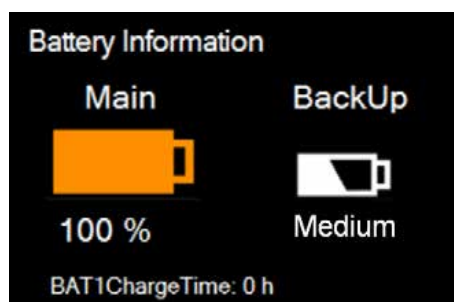 Battery Information
Main BackUp
100 % Medium
BAT1ChargeTime: 0 h